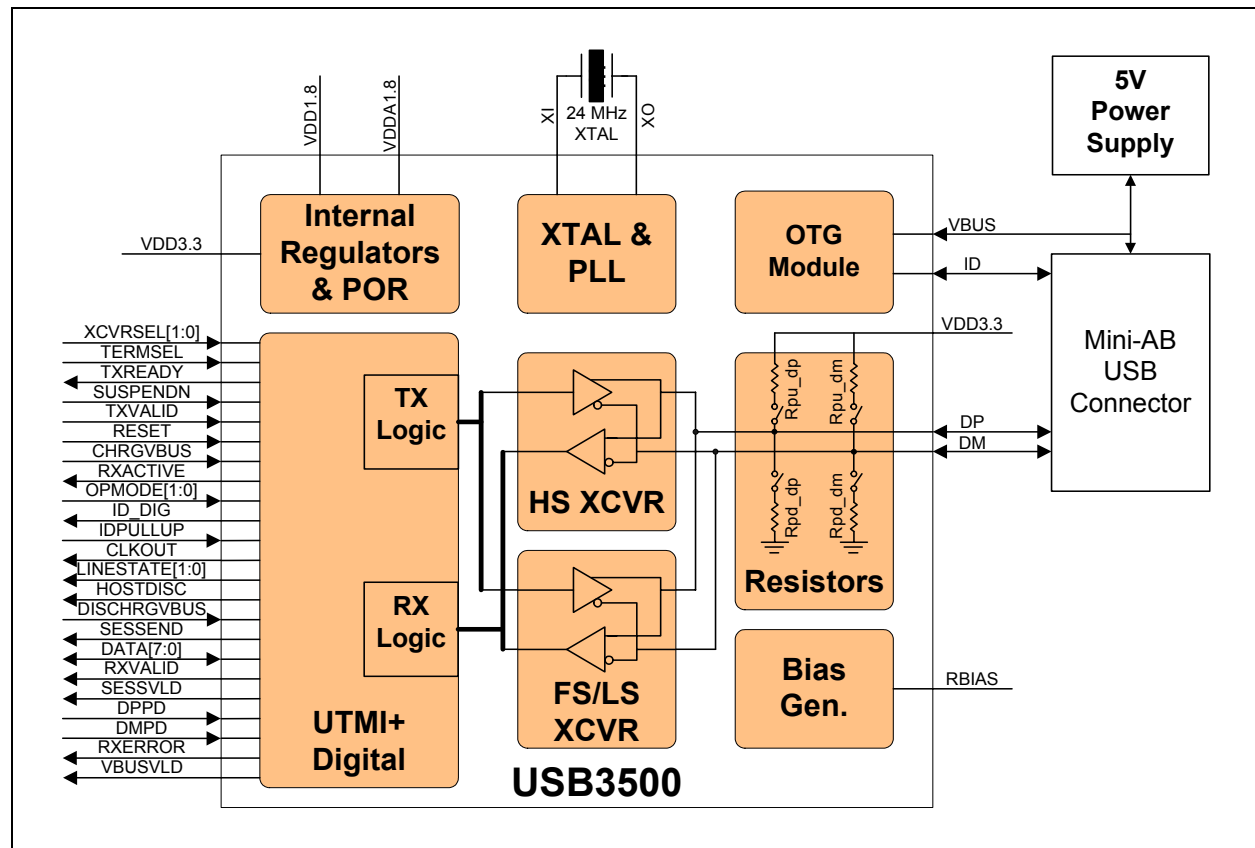 VDD1.8
VDDA1.8
XI
24 MHz
XTAL
XO
5V
Power
Supply
Internal
Regulators
& POR
XTAL &
PLL
OTG
Module
VBUS
ID
VDD3.3
VDD3.3
XCVRSEL[1:0]
TERMSEL
TXREADY
SUSPENDN
TXVALID
RESET
CHRGVBUS
RXACTIVE
OPMODE[1:0]
ID_DIG
IDPULLUP
CLKOUT
LINESTATE[1:0]
HOSTDISC
DISCHRGVBUS
SESSEND
DATA[7:0]
RXVALID
SESSVLD
DPPD
DMPD
RXERROR
VBUSVLD
TX
Logic
RX
Logic
UTMI+
Digital
HS XCVR
FS/LS
XCVR
Rpu_dp
Rpu_dm
Rpd_dp
Rpd_dm
Resistors
DP
DM
Mini-AB
USB
Connector
Bias
Gen.
RBIAS
USB3500